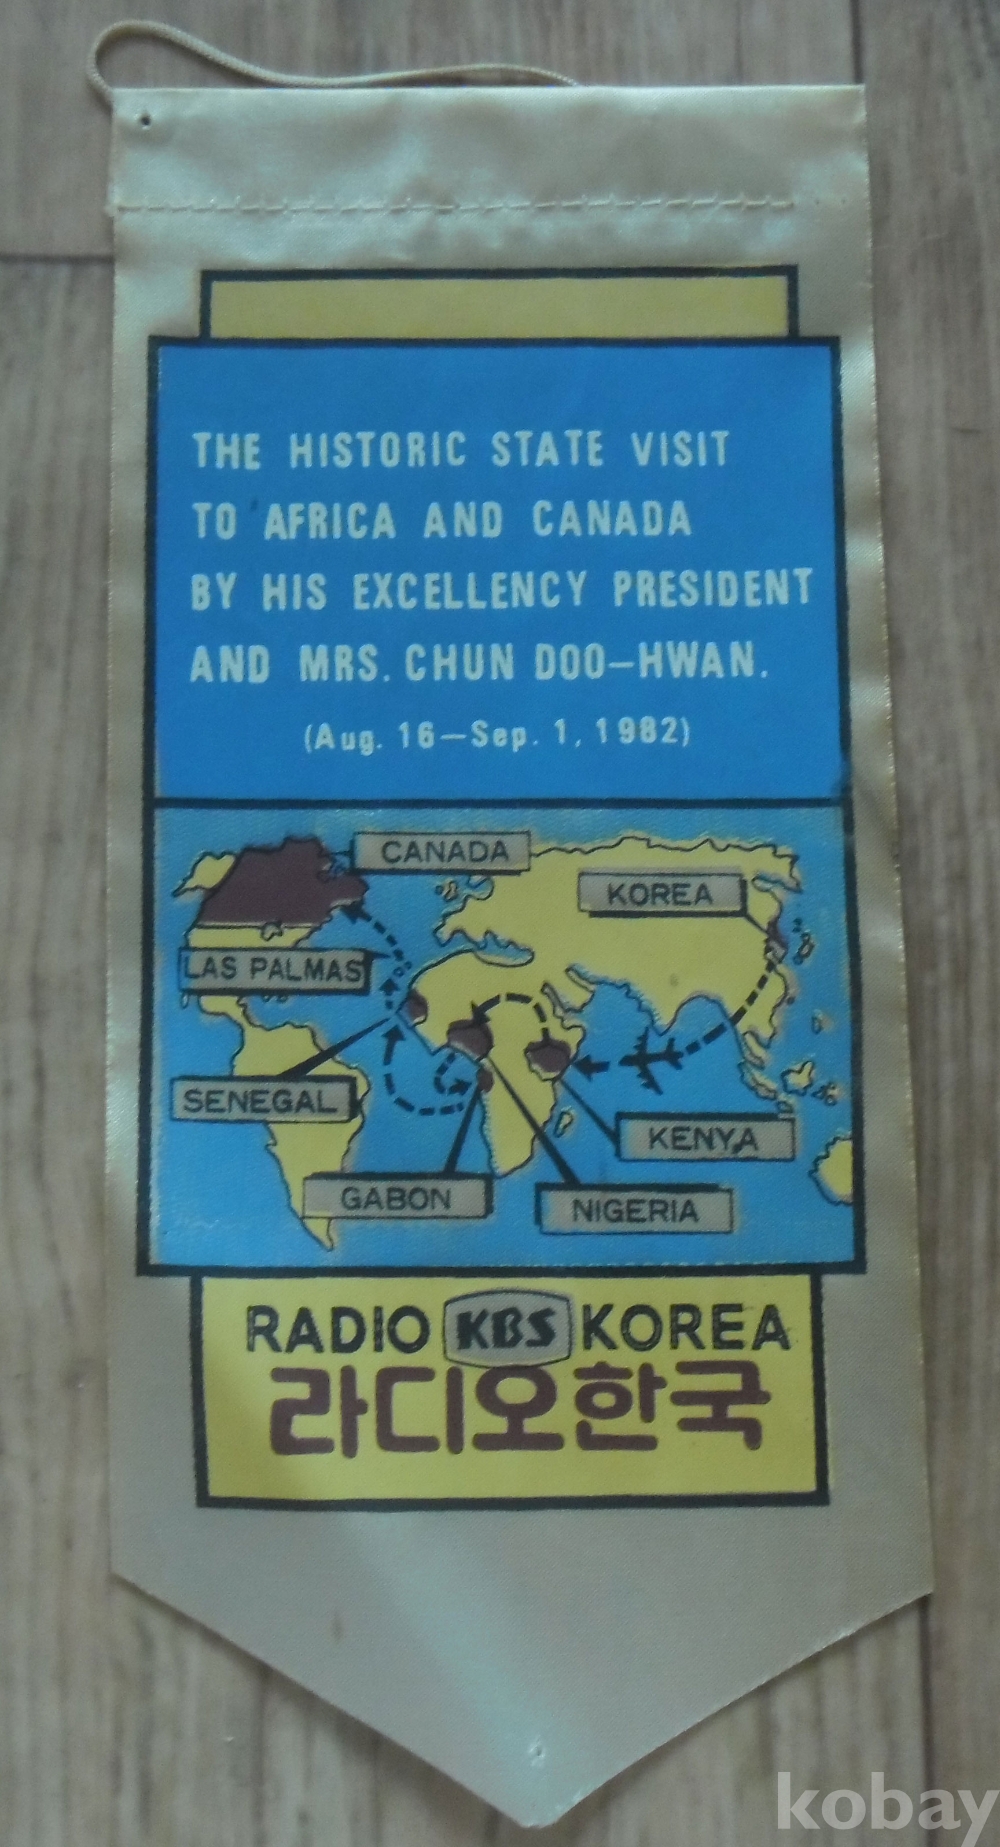 THE HISTORIC STATE VISIT
TO AFRICA AND CANADA
BY HIS EXCELLENCY PRESIDENT
AND MRS. CHUN DOO-HWAN.
(Aug. 16-Sep. 1, 1982)
CANADA
KOREA
LAS PALMAS
SENEGAL
KENYA
GABON
NIGERIA
RADIO KBS KOREA
라디오한국
kobay